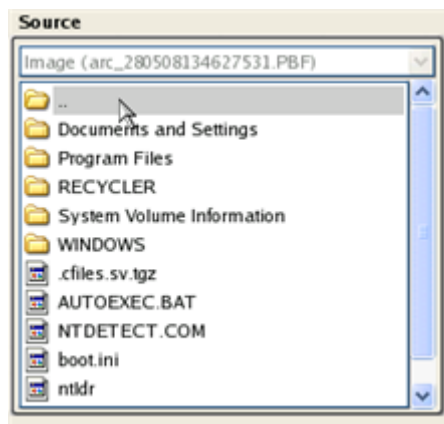 Source
Image (arc_280508134627531.PBF)
..
Documents and Settings
Program Files
RECYCLER
System Volume Information
WINDOWS
.cfiles.sv.tgz
AUTOEXEC.BAT
NTDETECT.COM
boot.ini
ntldr